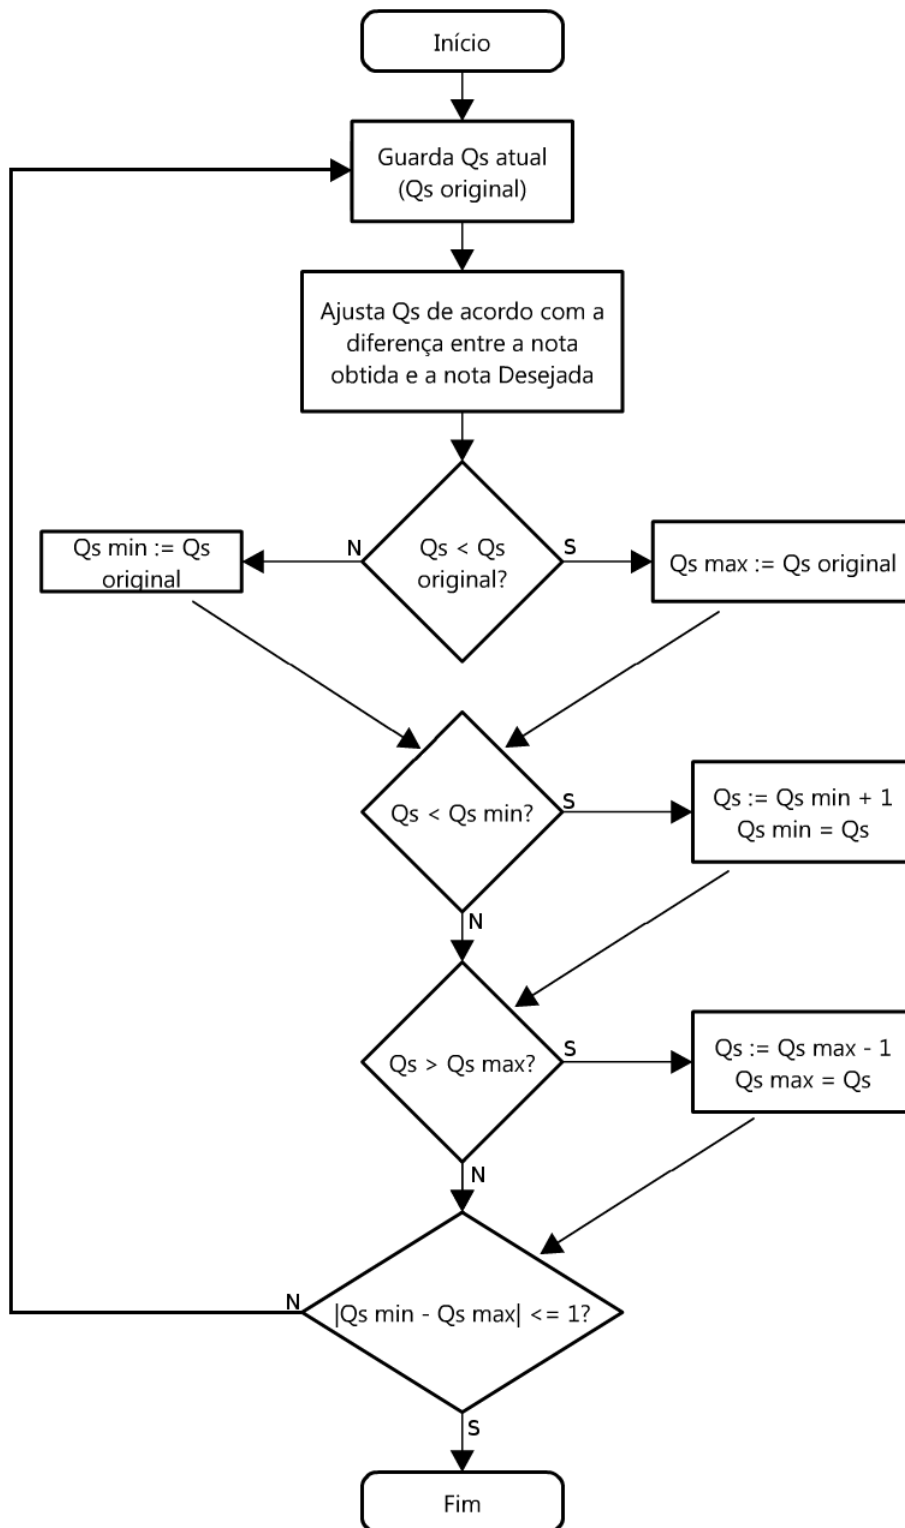 Início
Guarda Qs atual
(Qs original)
Ajusta Qs de acordo com a
diferença entre a nota
obtida e a nota Desejada
Qs < Qs
original?
N
S
Qs min := Qs
original
Qs max := Qs original
Qs < Qs min?
S
N
Qs := Qs min + 1
Qs min = Qs
Qs > Qs max?
S
N
Qs := Qs max - 1
Qs max = Qs
|Qs min - Qs max| <= 1?
N
S
Fim